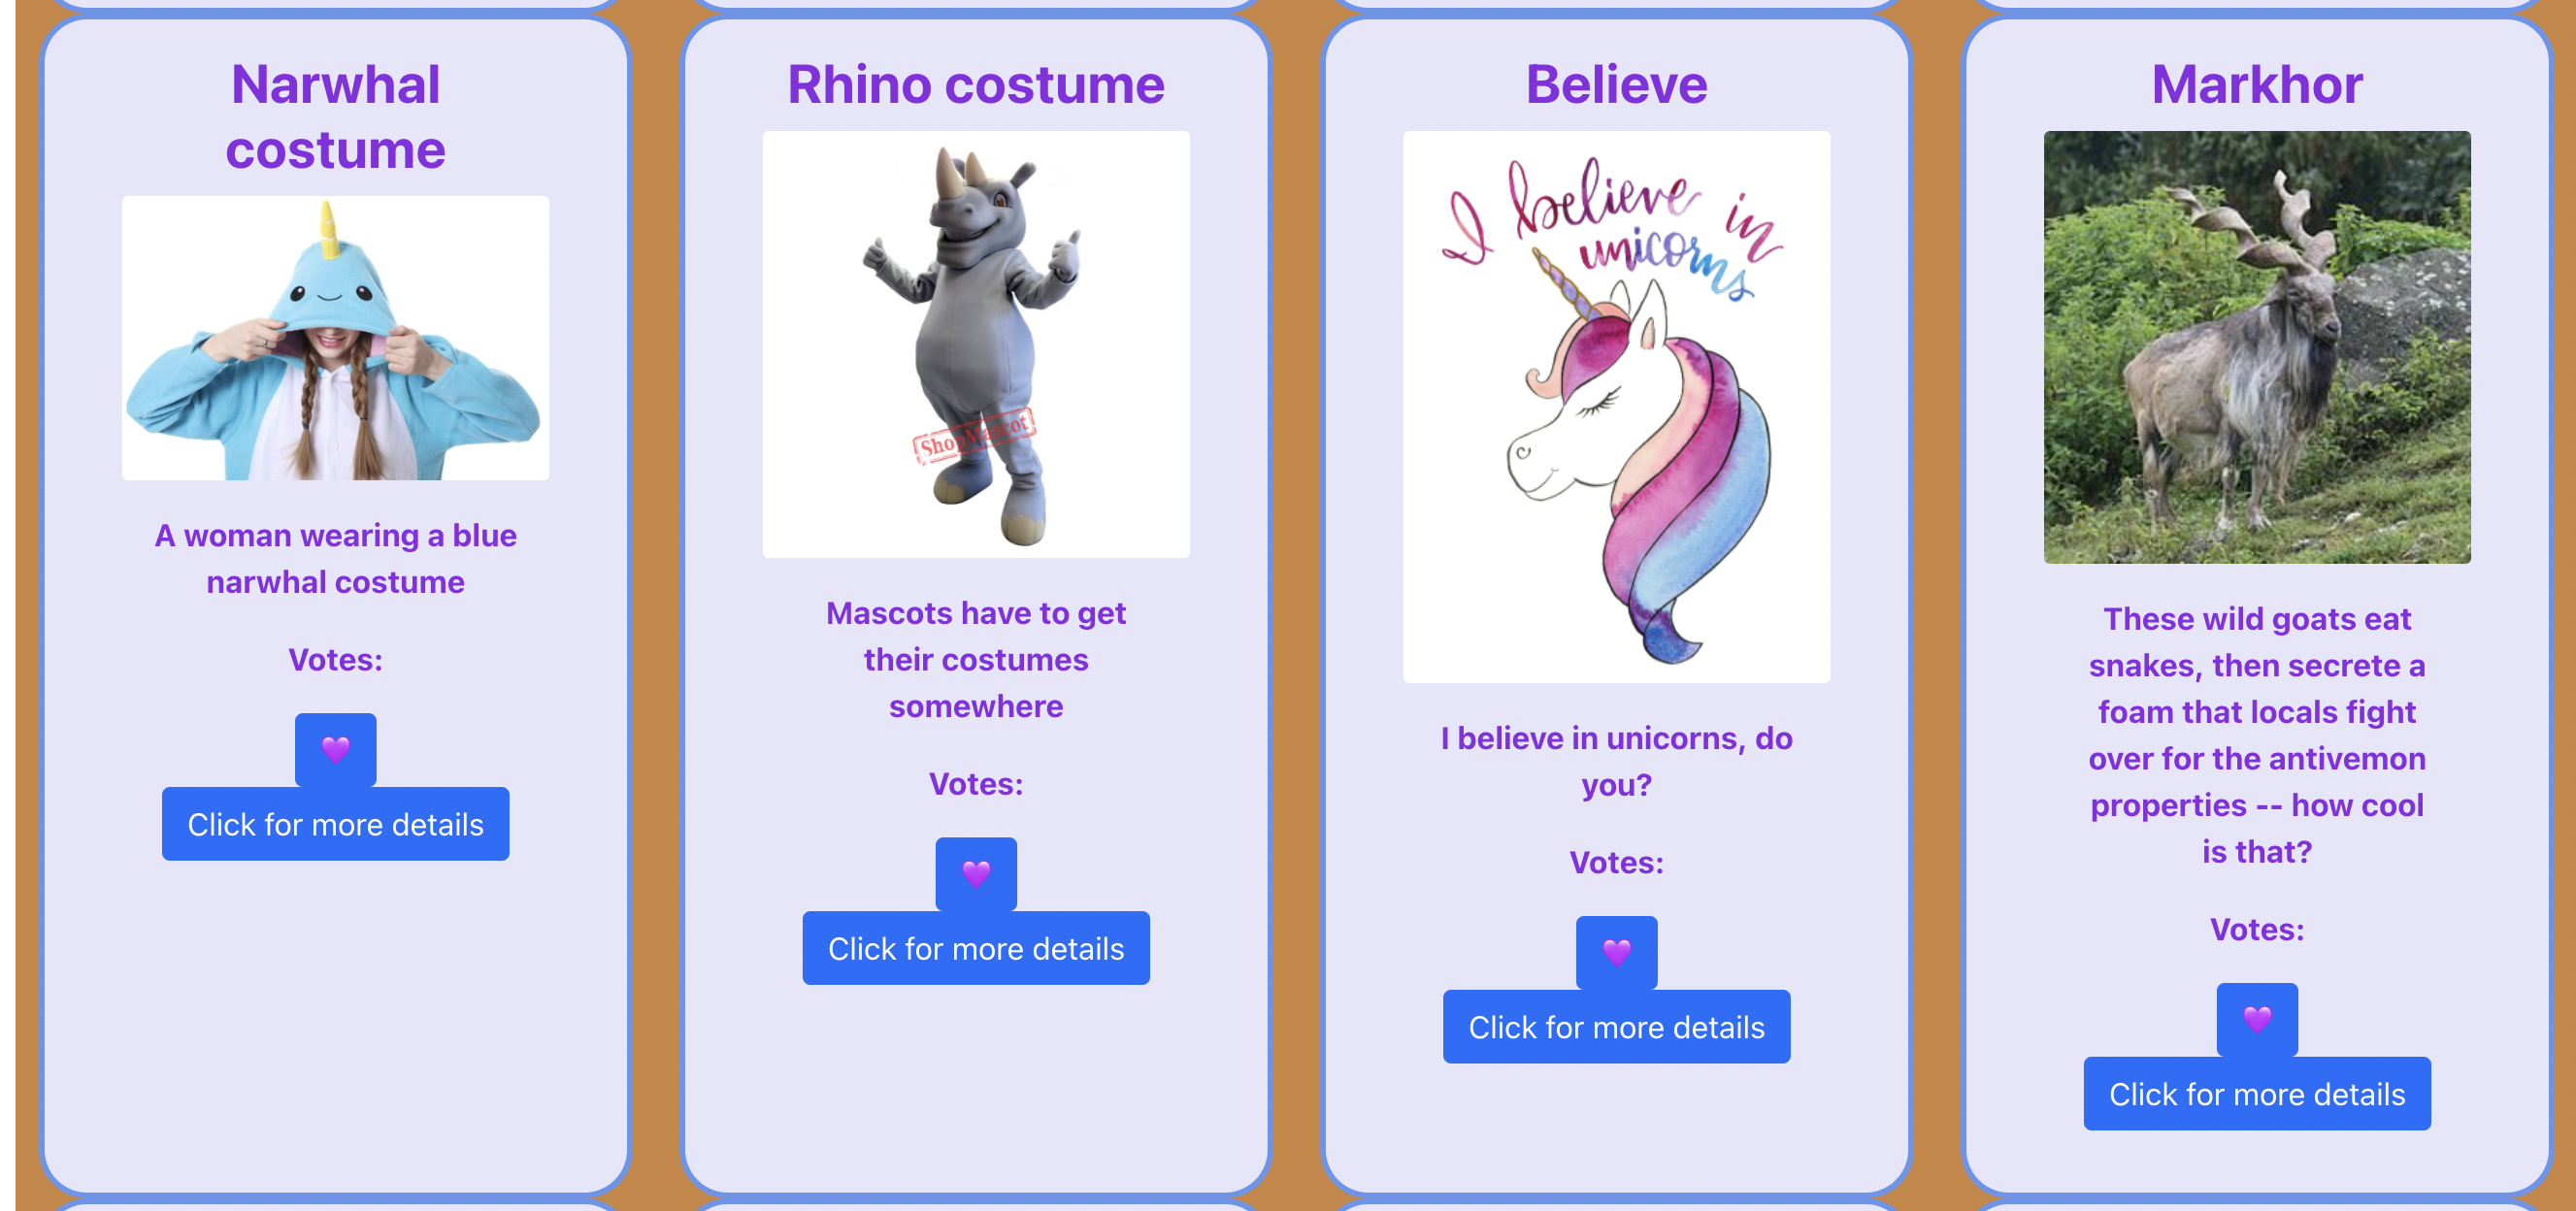 Narwhal
costume
A woman wearing a blue
narwhal costume
Votes:
Click for more details
Rhino costume
ShopMascot
Mascots have to get
their costumes
somewhere
Votes:
Click for more details
Believe
I believe in
unicorns
I believe in unicorns, do
you?
Votes:
Click for more details
Markhor
These wild goats eat
snakes, then secrete a
foam that locals fight
over for the antivemon
properties -- how cool
is that?
Votes:
Click for more details